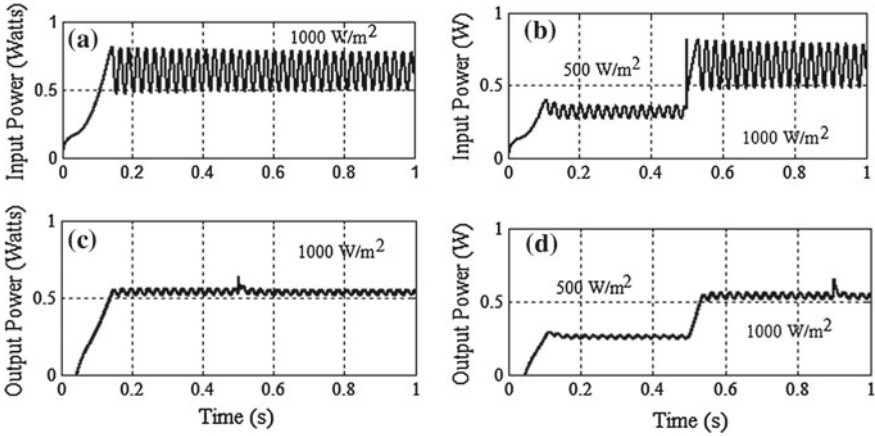 1
(a)
1000 W/m2
0.5
0
0 0.2 0.4 0.6 0.8 1
Input Power (Watts)
1
(b)
500 W/m2
0.5
1000 W/m2
0
0 0.2 0.4 0.6 0.8 1
Input Power (W)
1
(c)
1000 W/m2
0.5
0
0 0.2 0.4 0.6 0.8 1
Output Power (Watts)
Time (s)
1
(d)
500 W/m2
0.5
1000 W/m2
0
0 0.2 0.4 0.6 0.8 1
Output Power (W)
Time (s)